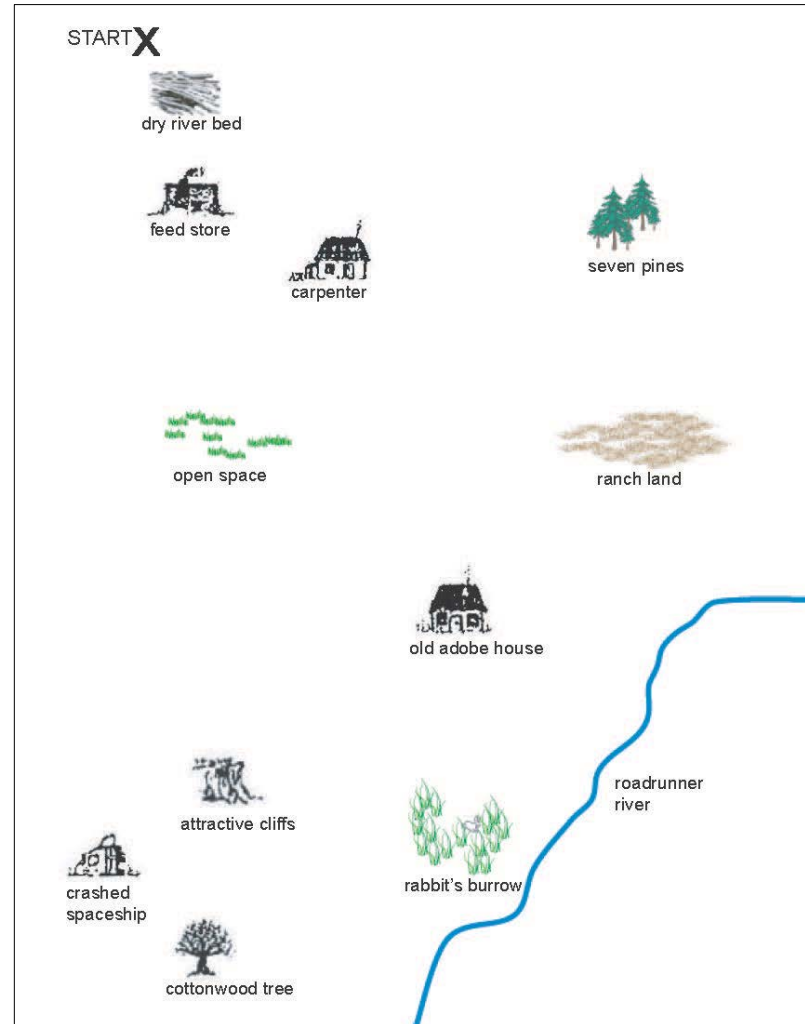 START X
dry river bed
feed store
carpenter
seven pines
open space
ranch land
old adobe house
roadrunner
river
attractive cliffs
rabbit's burrow
crashed
spaceship
cottonwood tree